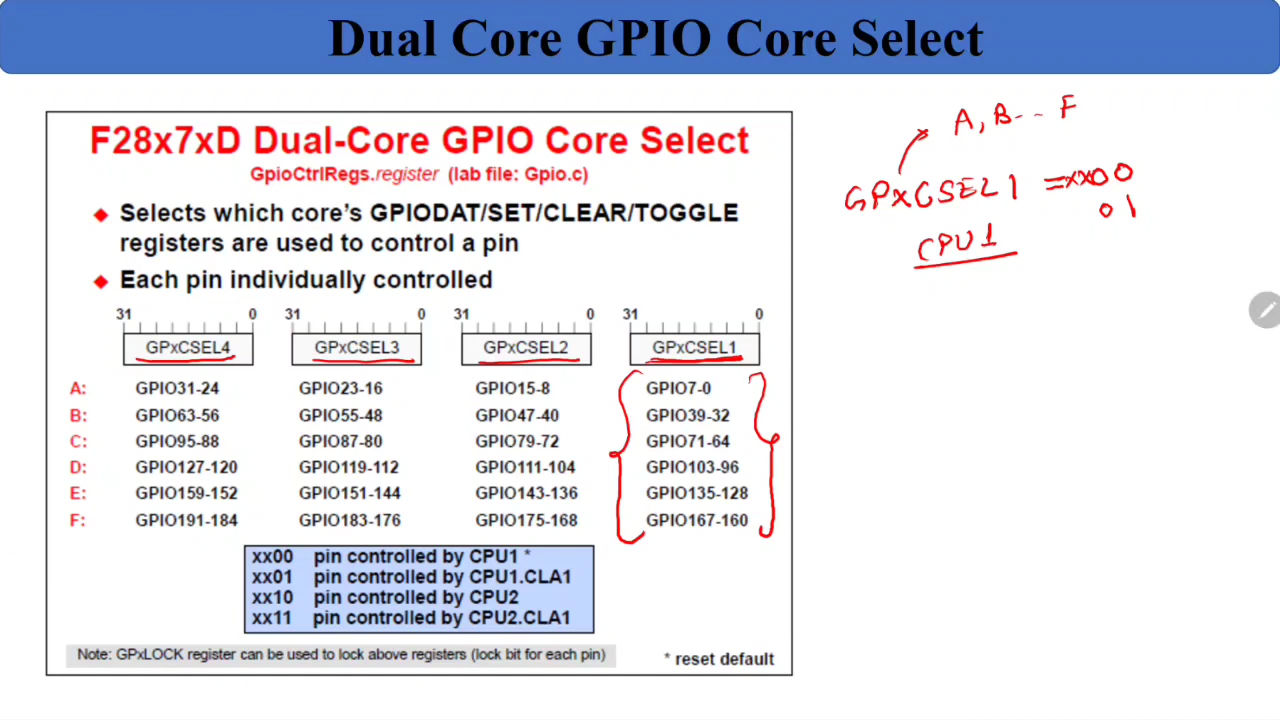 Dual Core GPIO Core Select
F28x7xD Dual-Core GPIO Core Select
GpioCtrlRegs.register (lab file: Gpio.c)
Selects which core's GPIODAT/SET/CLEAR/TOGGLE
registers are used to control a pin
Each pin individually controlled
31 0 31 0 31 0 31 0
GPxCSEL4 GPxCSEL3 GPxCSEL2 GPxCSEL1
A: GPIO31-24 GPIO23-16 GPIO15-8 GPIO7-0
B: GPIO63-56 GPIO55-48 GPIO47-40 GPIO39-32
C: GPIO95-88 GPIO87-80 GPIO79-72 GPIO71-64
D: GPIO127-120 GPIO119-112 GPIO111-104 GPIO103-96
E: GPIO159-152 GPIO151-144 GPIO143-136 GPIO135-128
F: GPIO191-184 GPIO183-176 GPIO175-168 GPIO167-160
xx00 pin controlled by CPU1 *
xx01 pin controlled by CPU1.CLA1
xx10 pin controlled by CPU2
xx11 pin controlled by CPU2.CLA1
Note: GPxLOCK register can be used to lock above registers (lock bit for each pin)
* reset default
A, B--- F
GPxCSEL1 =xx00
01
CPU1